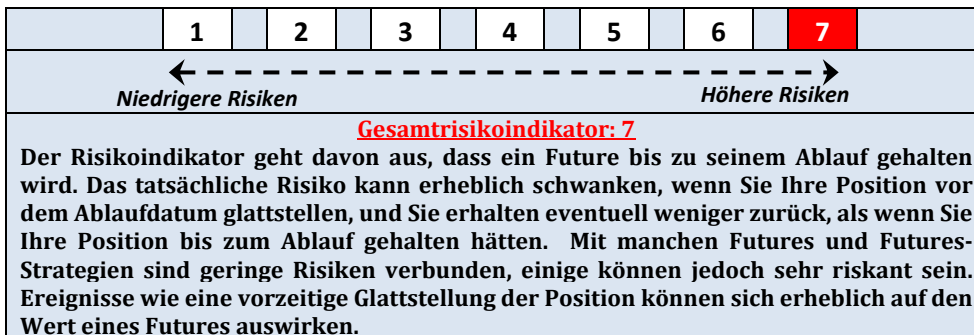 1 2 3 4 5 6 7
Niedrigere Risiken Höhere Risiken
Gesamtrisikoindikator: 7
Der Risikoindikator geht davon aus, dass ein Future bis zu seinem Ablauf gehalten
wird. Das tatsächliche Risiko kann erheblich schwanken, wenn Sie Ihre Position vor
dem Ablaufdatum glattstellen, und Sie erhalten eventuell weniger zurück, als wenn Sie
Ihre Position bis zum Ablauf gehalten hätten. Mit manchen Futures und Futures-
Strategien sind geringe Risiken verbunden, einige können jedoch sehr riskant sein.
Ereignisse wie eine vorzeitige Glattstellung der Position können sich erheblich auf den
Wert eines Futures auswirken.